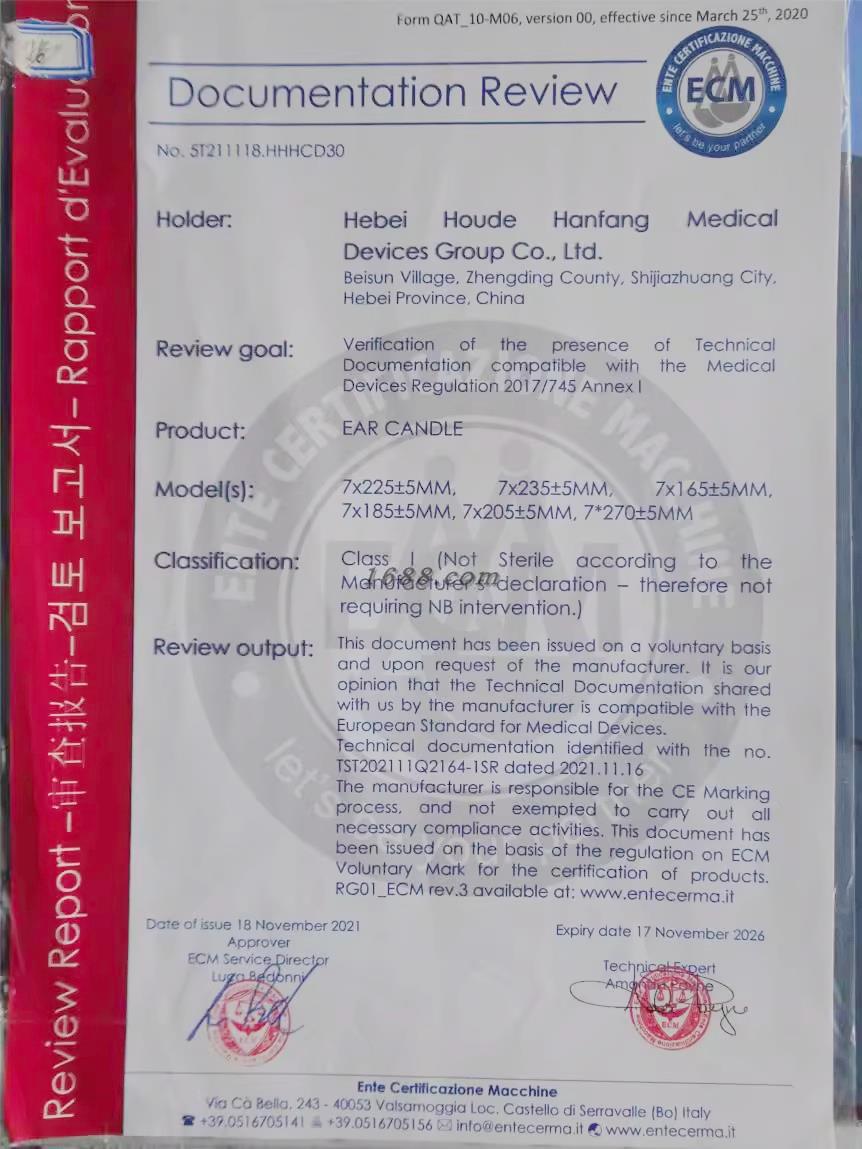 Form QAT_10-M06, version 00, effective since March 25th, 2020
ENTE CERTIFICAZIONE MACCHINE
ECM
let's be your partner
Documentation Review
No. 5T211118.HHHCD30
Holder: Hebei Houde Hanfang Medical
Devices Group Co., Ltd.
Beisun Village, Zhengding County, Shijiazhuang City,
Hebei Province, China
Review goal: Verification of the presence of Technical
Documentation compatible with the Medical
Devices Regulation 2017/745 Annex I
Product: EAR CANDLE
Model(s): 7x225±5MM, 7x235±5MM, 7x165±5MM,
7x185±5MM, 7x205±5MM, 7*270±5MM
Classification: Class I (Not Sterile according to the
Manufacturer's declaration – therefore not
requiring NB intervention.)
1688.com
Review output: This document has been issued on a voluntary basis
and upon request of the manufacturer. It is our
opinion that the Technical Documentation shared
with us by the manufacturer is compatible with the
European Standard for Medical Devices.
Technical documentation identified with the no.
TST202111Q2164-1SR dated 2021.11.16
The manufacturer is responsible for the CE Marking
process, and not exempted to carry out all
necessary compliance activities. This document has
been issued on the basis of the regulation on ECM
Voluntary Mark for the certification of products.
RG01_ECM rev.3 available at: www.entecerma.it
Date of issue 18 November 2021
Approver
ECM Service Director
Luca Bedonni
Expiry date 17 November 2026
Technical Expert
Amanda Payne
Ente Certificazione Macchine
Via Cà Bella, 243 - 40053 Valsamoggia Loc. Castello di Serravalle (Bo) Italy
+39.0516705141 +39.0516705156 info@entecerma.it www.entecerma.it
Review Report –审查报告–검토 보고서– Rapport d'Evaluation